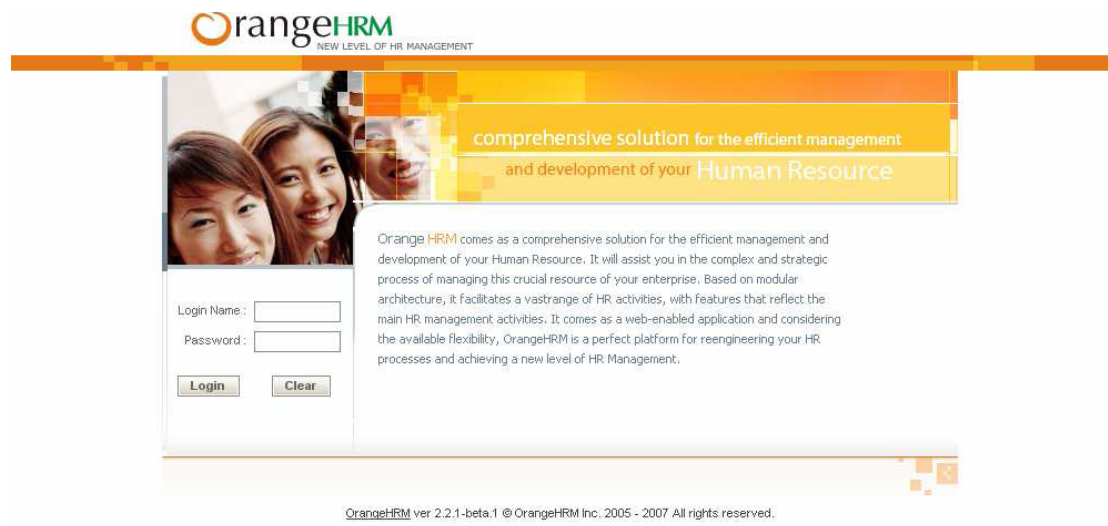 OrangeHRM
NEW LEVEL OF HR MANAGEMENT
comprehensive solution for the efficient management
and development of your Human Resource
Orange HRM comes as a comprehensive solution for the efficient management and
development of your Human Resource. It will assist you in the complex and strategic
process of managing this crucial resource of your enterprise. Based on modular
architecture, it facilitates a vastrange of HR activities, with features that reflect the
main HR management activities. It comes as a web-enabled application and considering
the available flexibility, OrangeHRM is a perfect platform for reengineering your HR
processes and achieving a new level of HR Management.
Login Name :
Password :
Login Clear
OrangeHRM ver 2.2.1-beta.1 © OrangeHRM Inc. 2005 - 2007 All rights reserved.